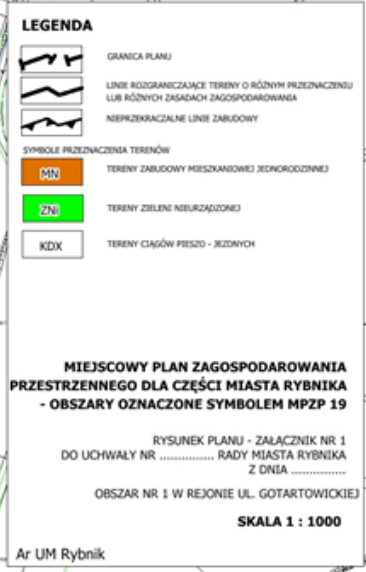 LEGENDA
GRANICA PLANU
LINIE ROZGRANICZAJĄCE TERENY O RÓŻNYM PRZEZNACZENIU
LUB RÓŻNYCH ZASADACH ZAGOSPODAROWANIA
NIEPRZEKRACZALNE LINIE ZABUDOWY
SYMBOLE PRZEZNACZENIA TERENÓW
MN TERENY ZABUDOWY MIESZKANIOWEJ JEDNORODZINNEJ
ZNi TERENY ZIELENI NIEURZĄDZONEJ
KDX TERENY CIĄGÓW PIESZO - JEZDNYCH
MIEJSCOWY PLAN ZAGOSPODAROWANIA
PRZESTRZENNEGO DLA CZĘŚCI MIASTA RYBNIKA
- OBSZARY OZNACZONE SYMBOLEM MPZP 19
RYSUNEK PLANU - ZAŁĄCZNIK NR 1
DO UCHWAŁY NR ............... RADY MIASTA RYBNIKA
Z DNIA ...............
OBSZAR NR 1 W REJONIE UL. GOTARTOWICKIEJ
SKALA 1 : 1000
Ar UM Rybnik